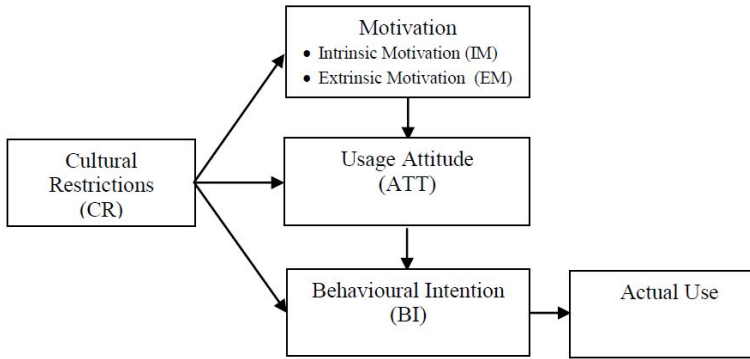 Motivation
• Intrinsic Motivation (IM)
• Extrinsic Motivation (EM)
Cultural
Restrictions
(CR)
Usage Attitude
(ATT)
Behavioural Intention
(BI)
Actual Use